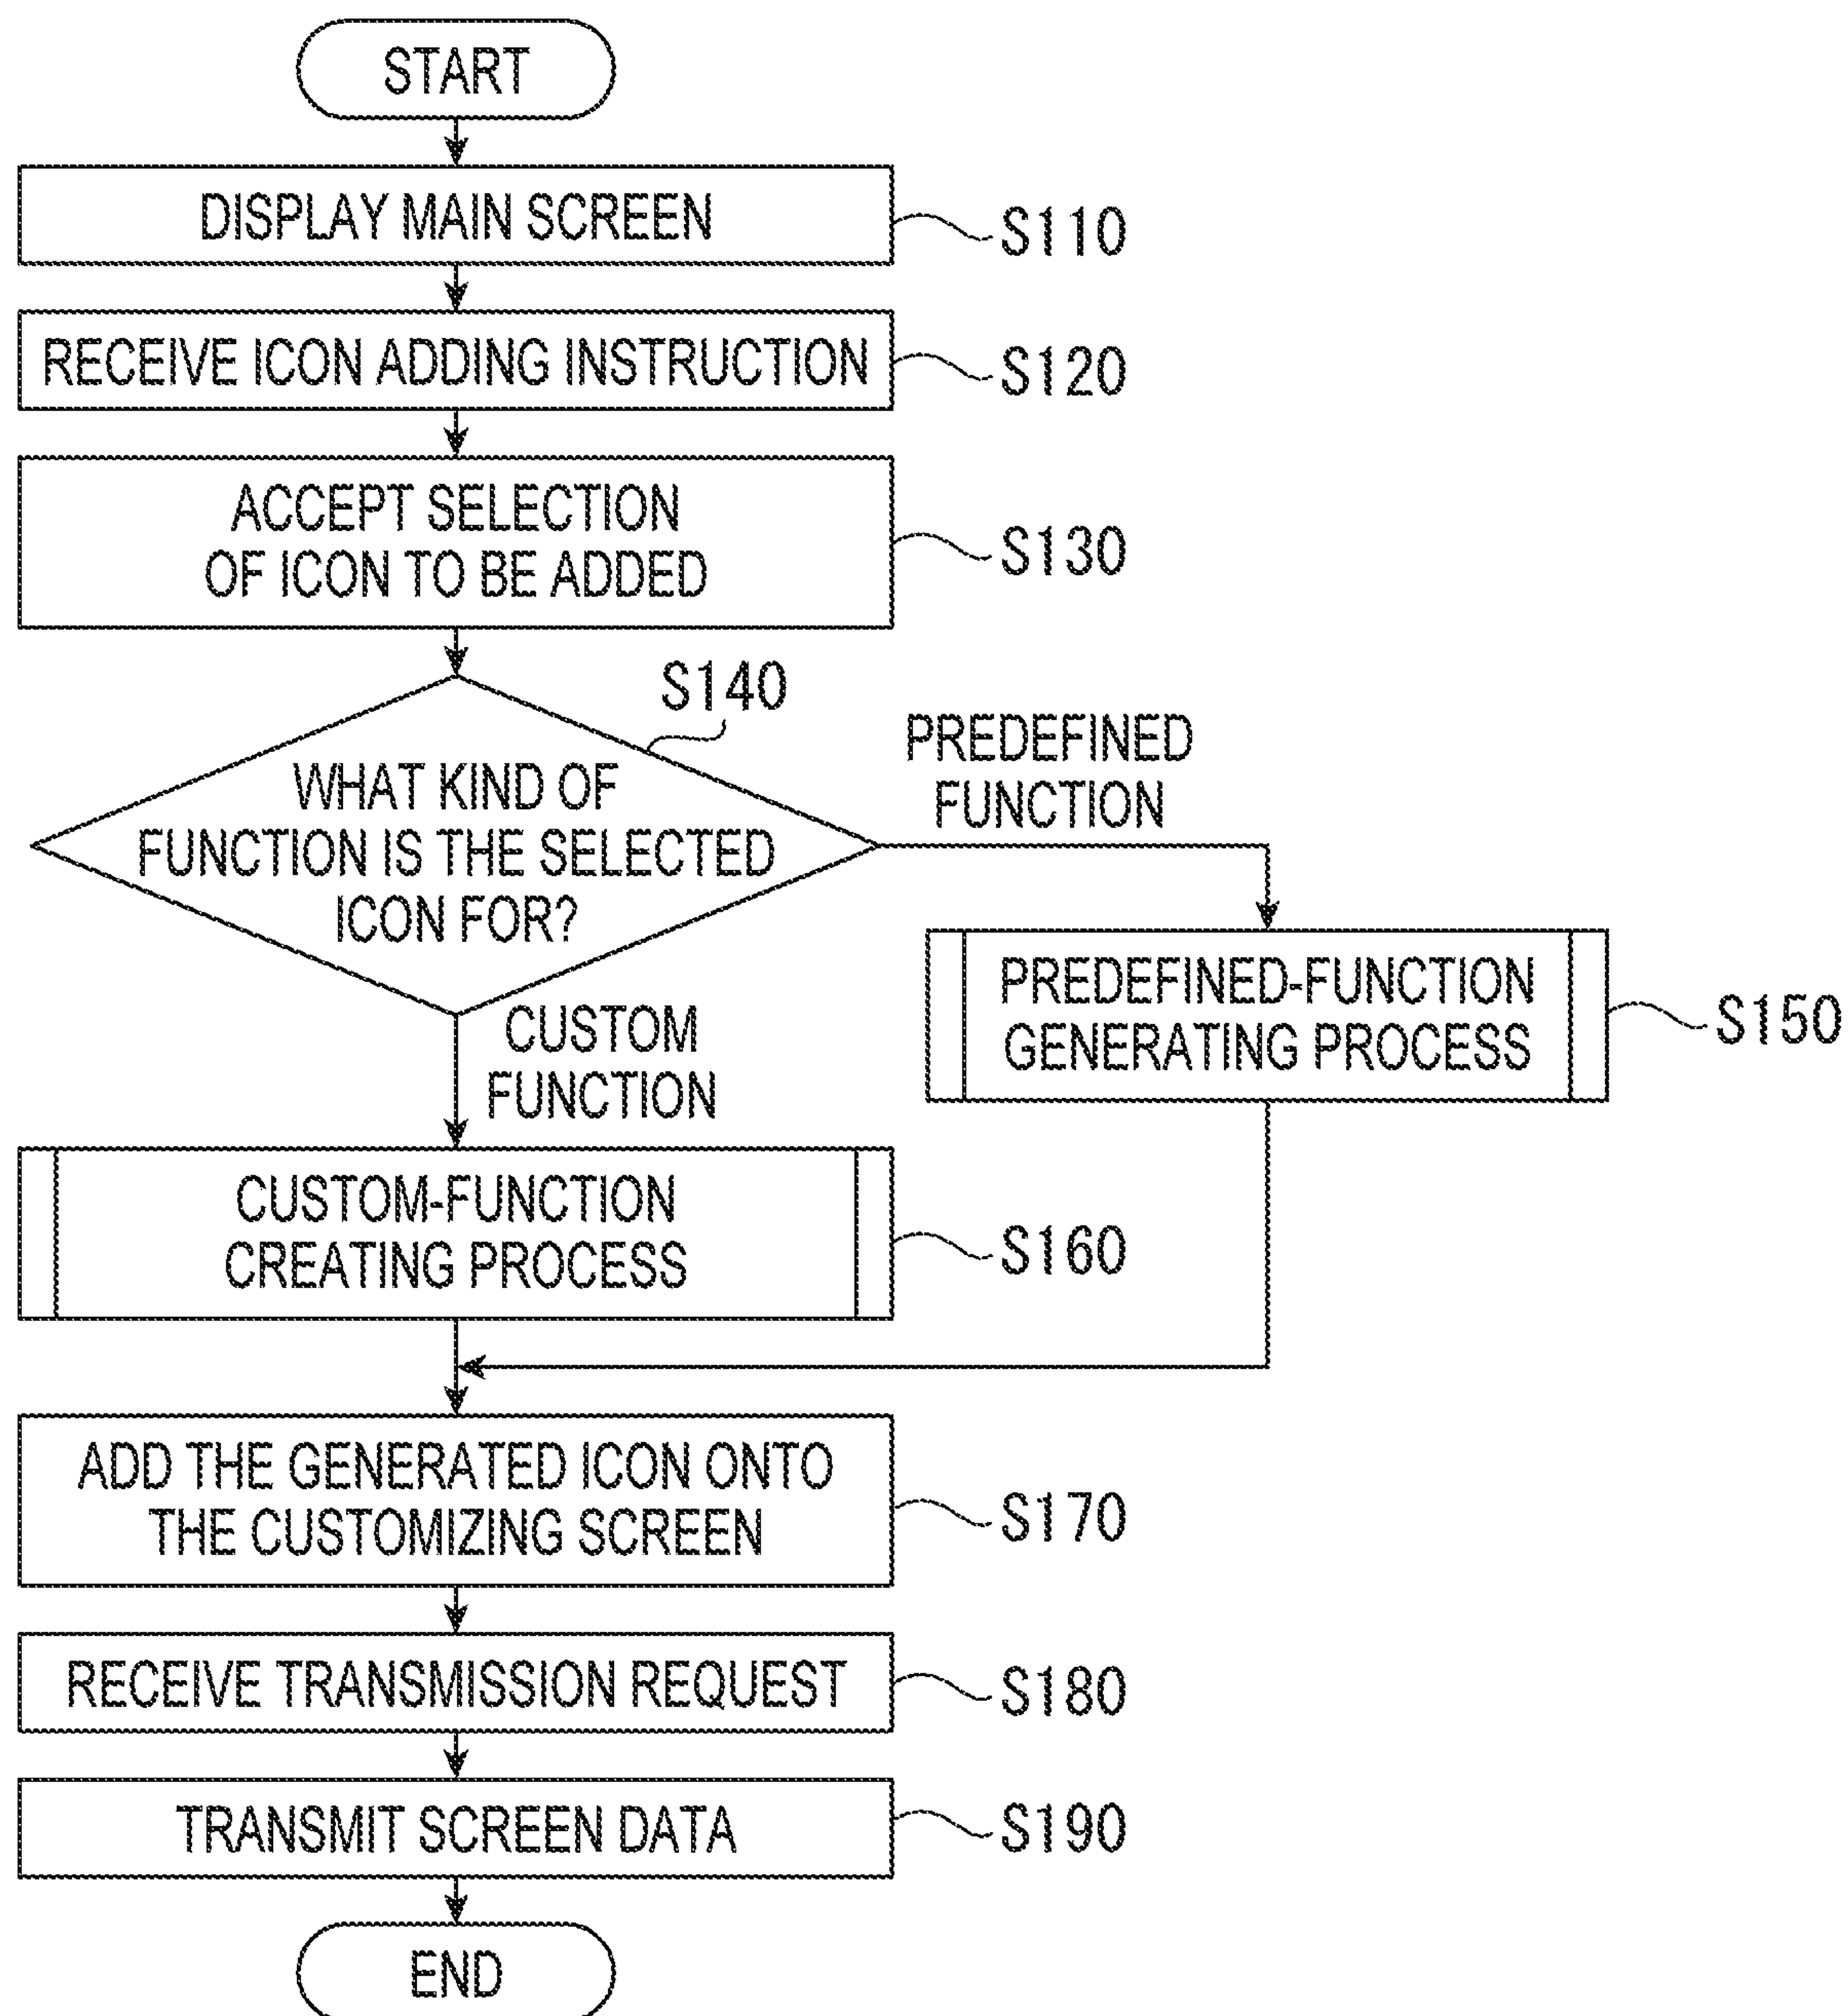 START
DISPLAY MAIN SCREEN
S110
RECEIVE ICON ADDING INSTRUCTION
S120
ACCEPT SELECTION
OF ICON TO BE ADDED
S130
S140
WHAT KIND OF
FUNCTION IS THE SELECTED
ICON FOR?
PREDEFINED
FUNCTION
PREDEFINED-FUNCTION
GENERATING PROCESS
S150
CUSTOM
FUNCTION
CUSTOM-FUNCTION
CREATING PROCESS
S160
ADD THE GENERATED ICON ONTO
THE CUSTOMIZING SCREEN
S170
RECEIVE TRANSMISSION REQUEST
S180
TRANSMIT SCREEN DATA
S190
END